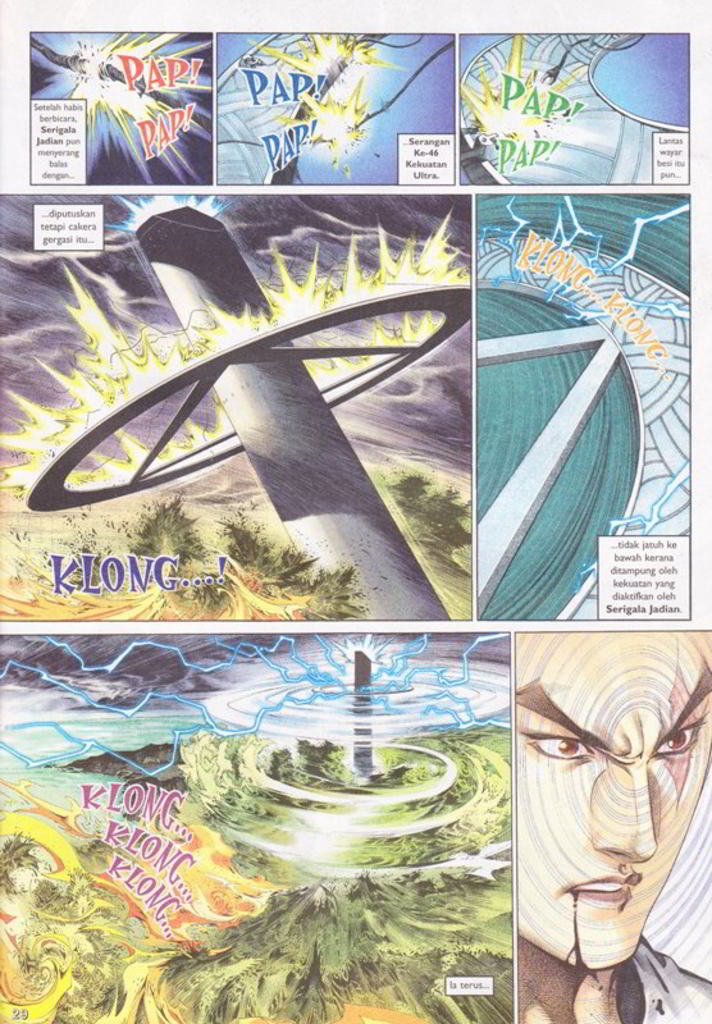 PAP!
PAP!
Setelah habis
berbicara,
Serigala
Jadian pun
menyerang
balas
dengan...
PAP!
PAP!
...Serangan
Ke-46
Kekuatan
Ultra.
PAP!
PAP!
Lantas
wayar
besi itu
pun...
...diputuskan
tetapi cakera
gergasi itu...
KLONG....!
KLONG... KLONG...
...tidak jatuh ke
bawah kerana
ditampung oleh
kekuatan yang
diaktifkan oleh
Serigala Jadian.
KLONG...
KLONG...
KLONG...
Ia terus...
29